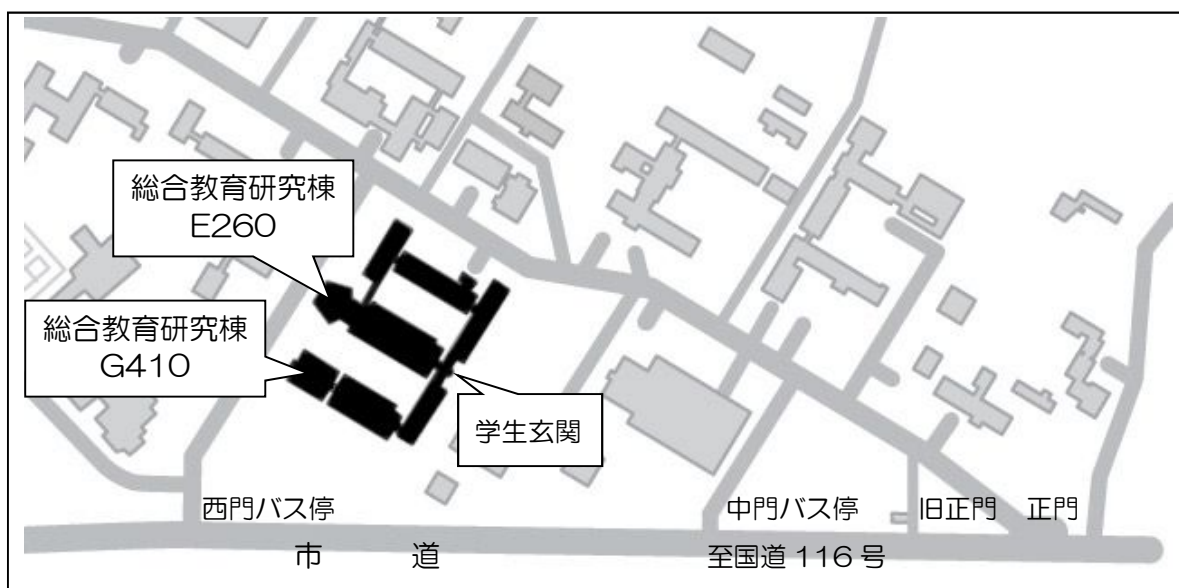 総合教育研究棟
E260
総合教育研究棟
G410
学生玄関
西門バス停
中門バス停
旧正門
正門
市 道
至国道 116 号